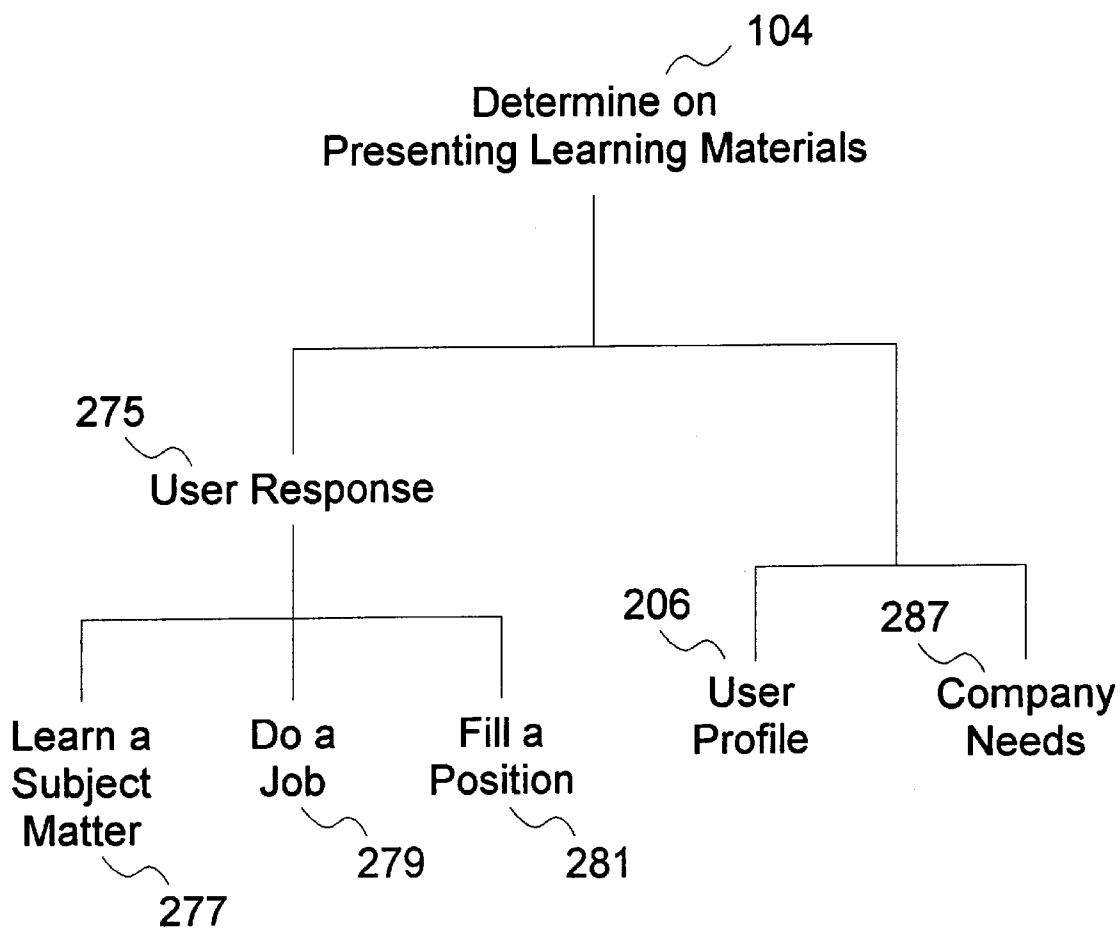 104
Determine on
Presenting Learning Materials
275
User Response
206
User
Profile
287
Company
Needs
Learn a
Subject
Matter
277
Do a
Job
279
Fill a
Position
281